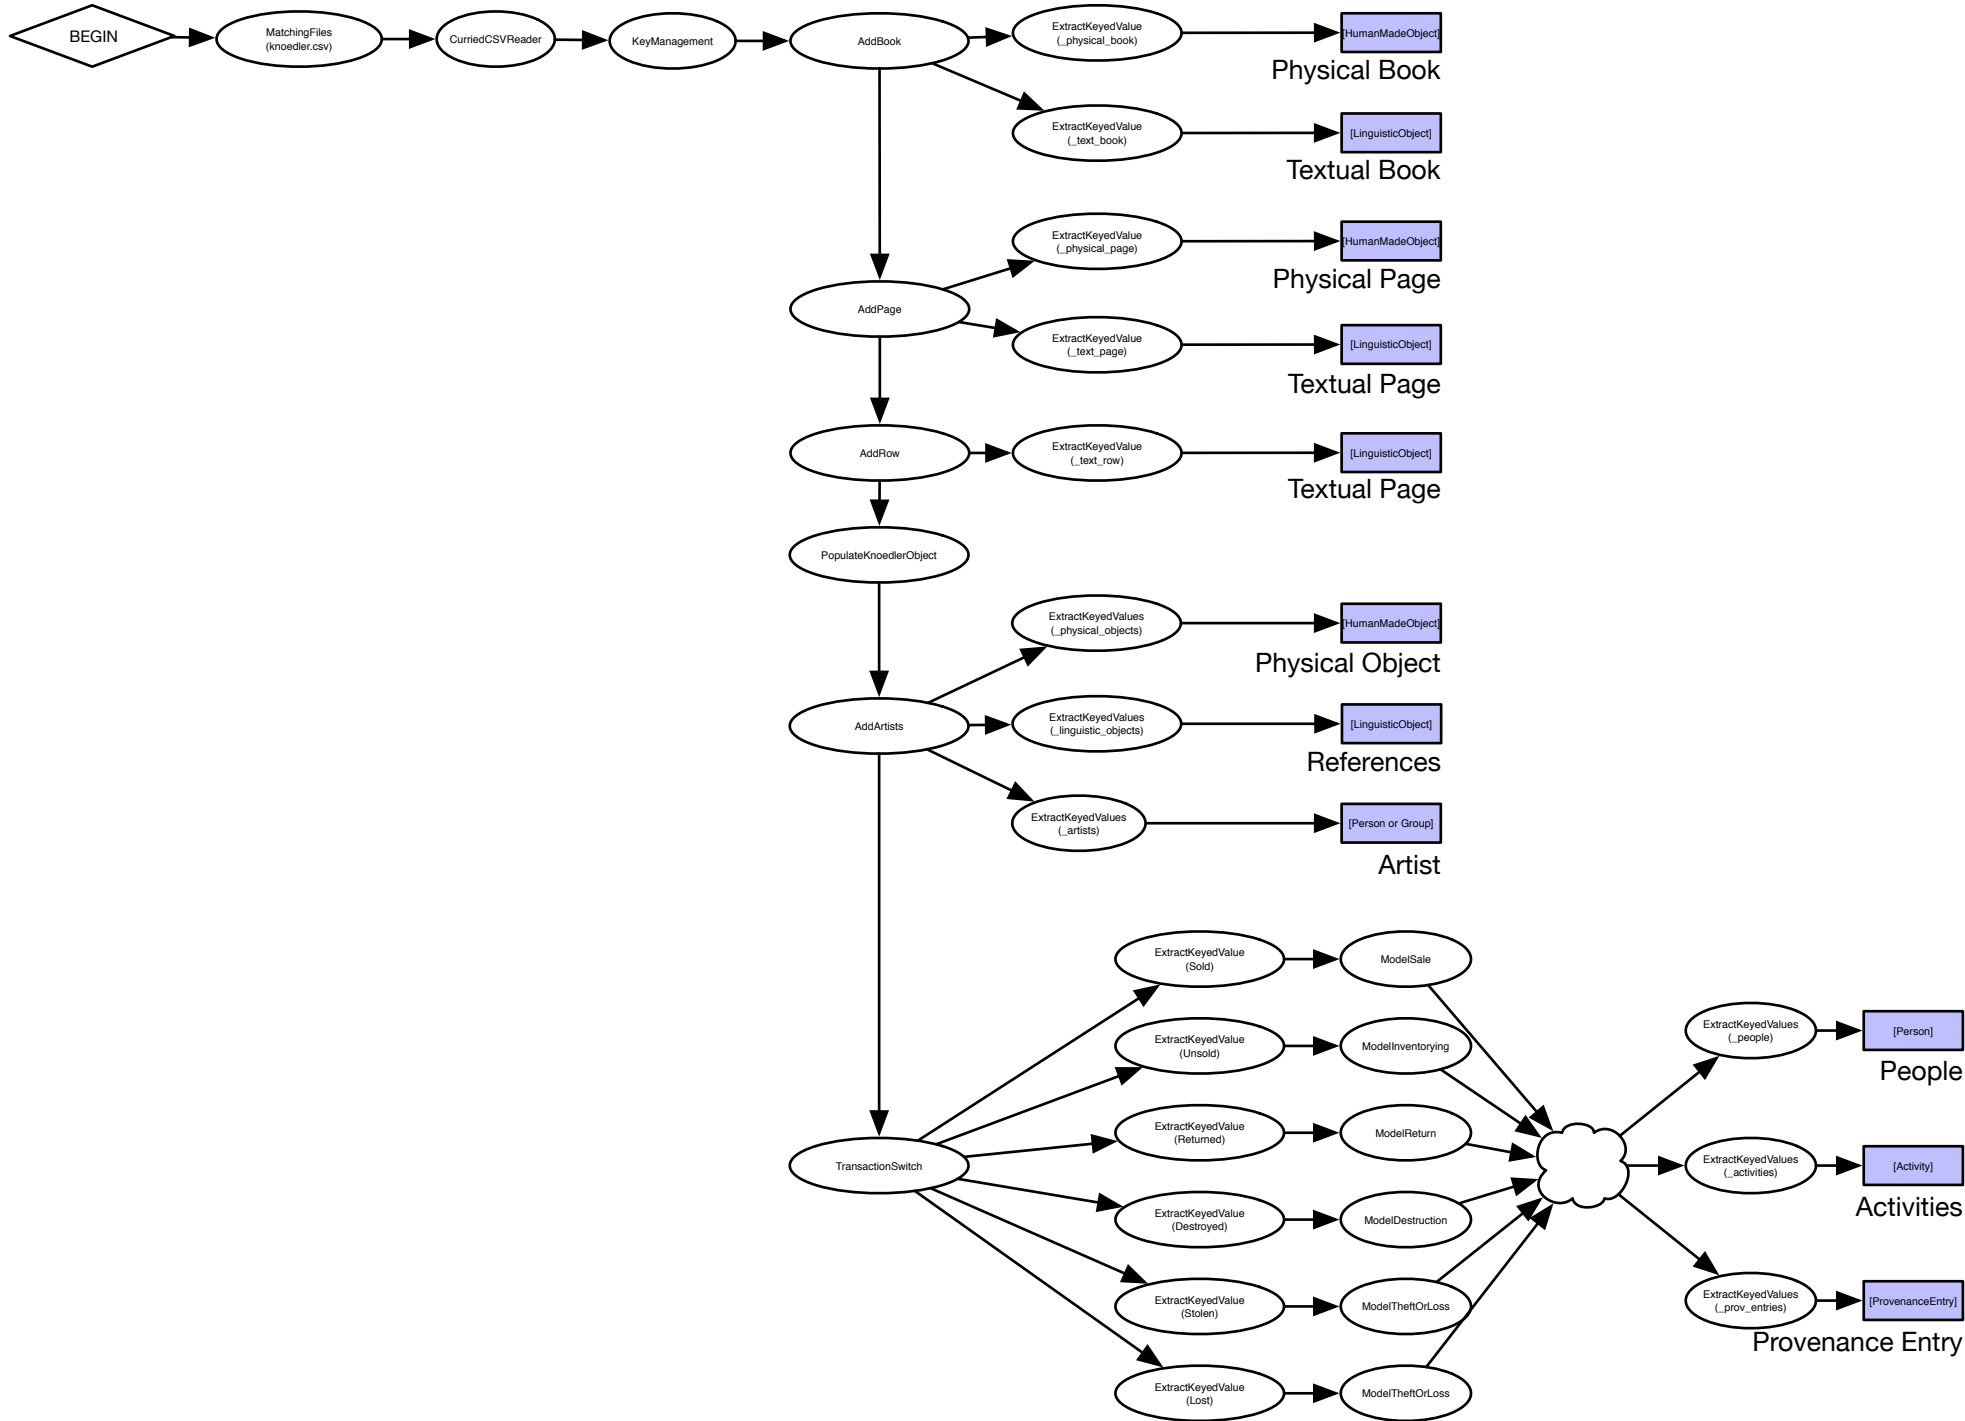 BEGIN
MatchingFiles
(knoedler.csv)
CurriedCSVReader
KeyManagement
AddBook
ExtractKeyedValue
(_physical_book)
[HumanMadeObject]
Physical Book
ExtractKeyedValue
(_text_book)
[LinguisticObject]
Textual Book
ExtractKeyedValue
(_physical_page)
[HumanMadeObject]
Physical Page
AddPage
ExtractKeyedValue
(_text_page)
[LinguisticObject]
Textual Page
AddRow
ExtractKeyedValue
(_text_row)
[LinguisticObject]
Textual Page
PopulateKnoedlerObject
ExtractKeyedValues
(_physical_objects)
[HumanMadeObject]
Physical Object
AddArtists
ExtractKeyedValues
(_linguistic_objects)
[LinguisticObject]
References
ExtractKeyedValues
(_artists)
[Person or Group]
Artist
ExtractKeyedValue
(Sold)
ModelSale
ExtractKeyedValue
(Unsold)
ModelInventorying
ExtractKeyedValues
(_people)
[Person]
People
ExtractKeyedValue
(Returned)
ModelReturn
TransactionSwitch
ExtractKeyedValues
(_activities)
[Activity]
Activities
ExtractKeyedValue
(Destroyed)
ModelDestruction
ExtractKeyedValue
(Stolen)
ModelTheftOrLoss
ExtractKeyedValues
(_prov_entries)
[ProvenanceEntry]
Provenance Entry
ExtractKeyedValue
(Lost)
ModelTheftOrLoss